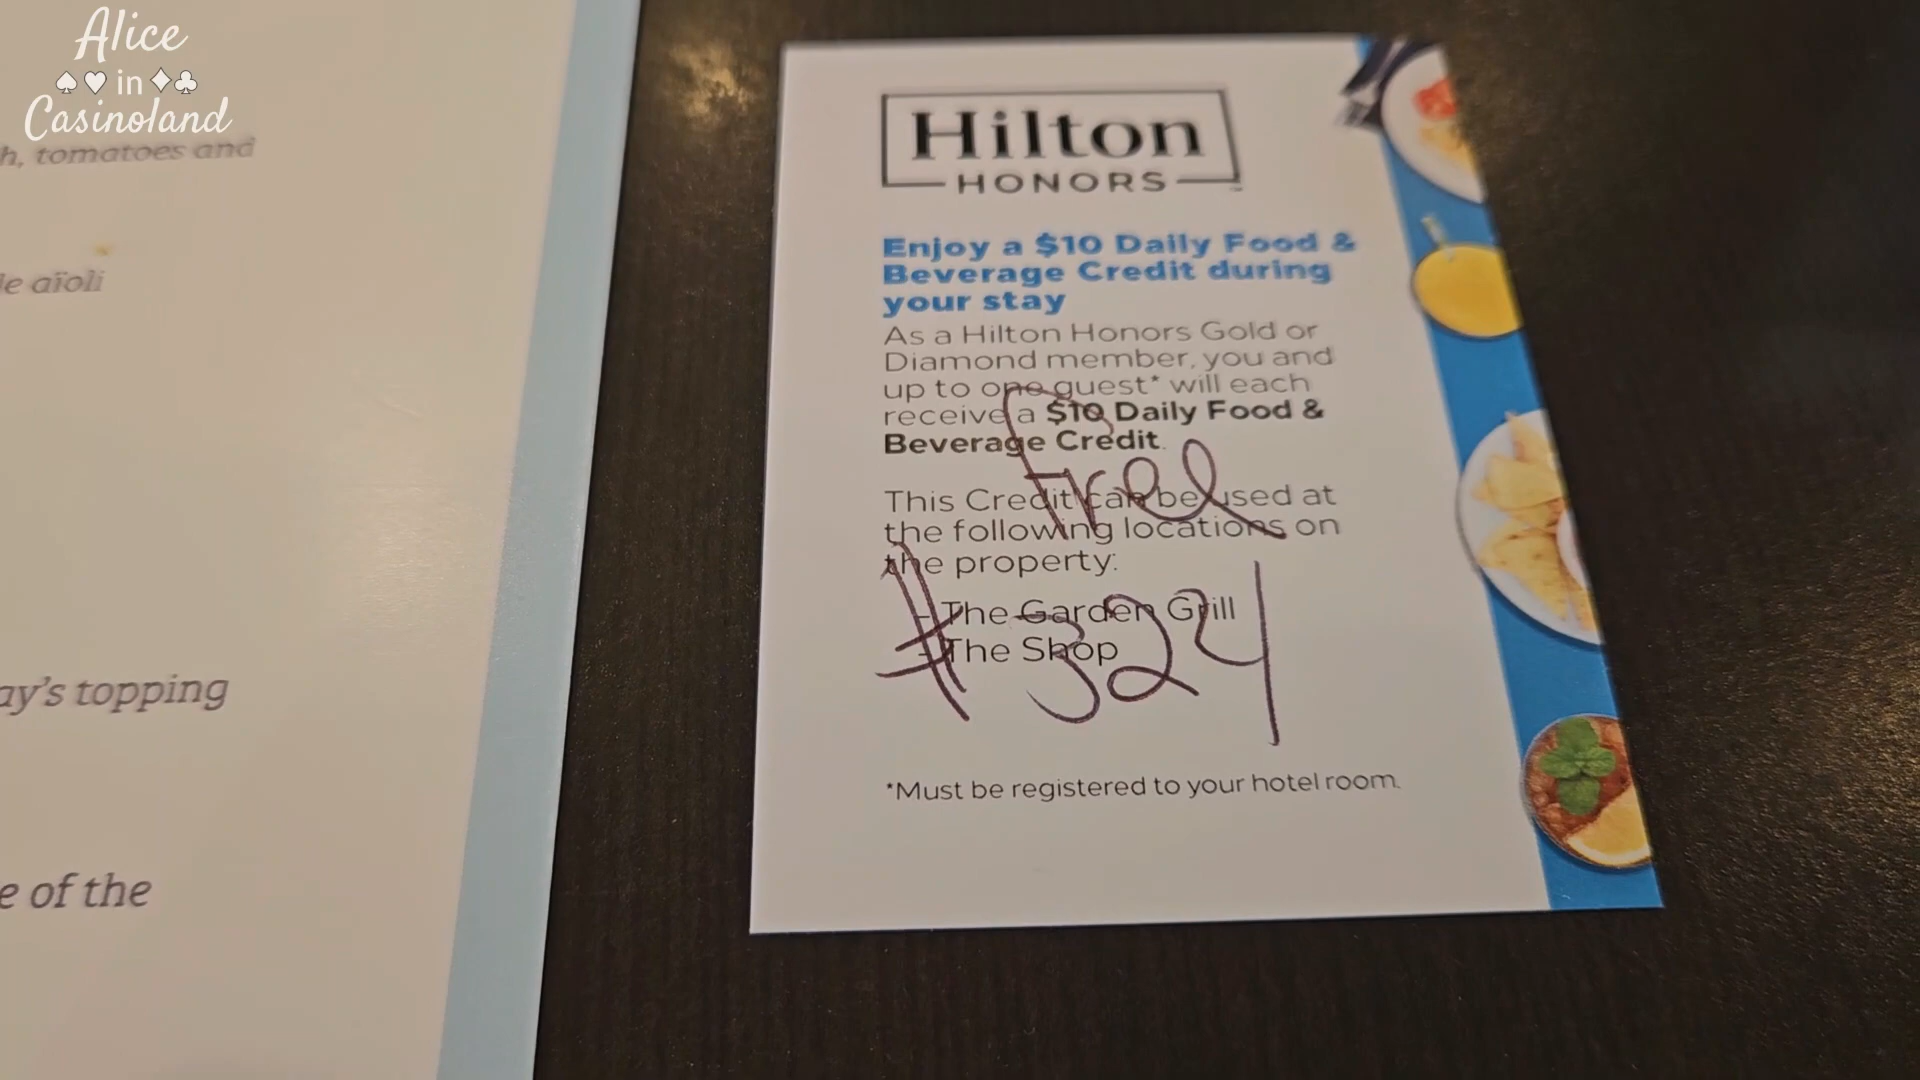 Alice
in
Casinoland
h, tomatoes and
le aïoli
ay's topping
e of the
Hilton
HONORS
Enjoy a $10 Daily Food &
Beverage Credit during
your stay
As a Hilton Honors Gold or
Diamond member, you and
up to one guest* will each
receive a $10 Daily Food &
Beverage Credit.
This Credit can be used at
the following locations on
the property:
- The Garden Grill
- The Shop
#324
*Must be registered to your hotel room.